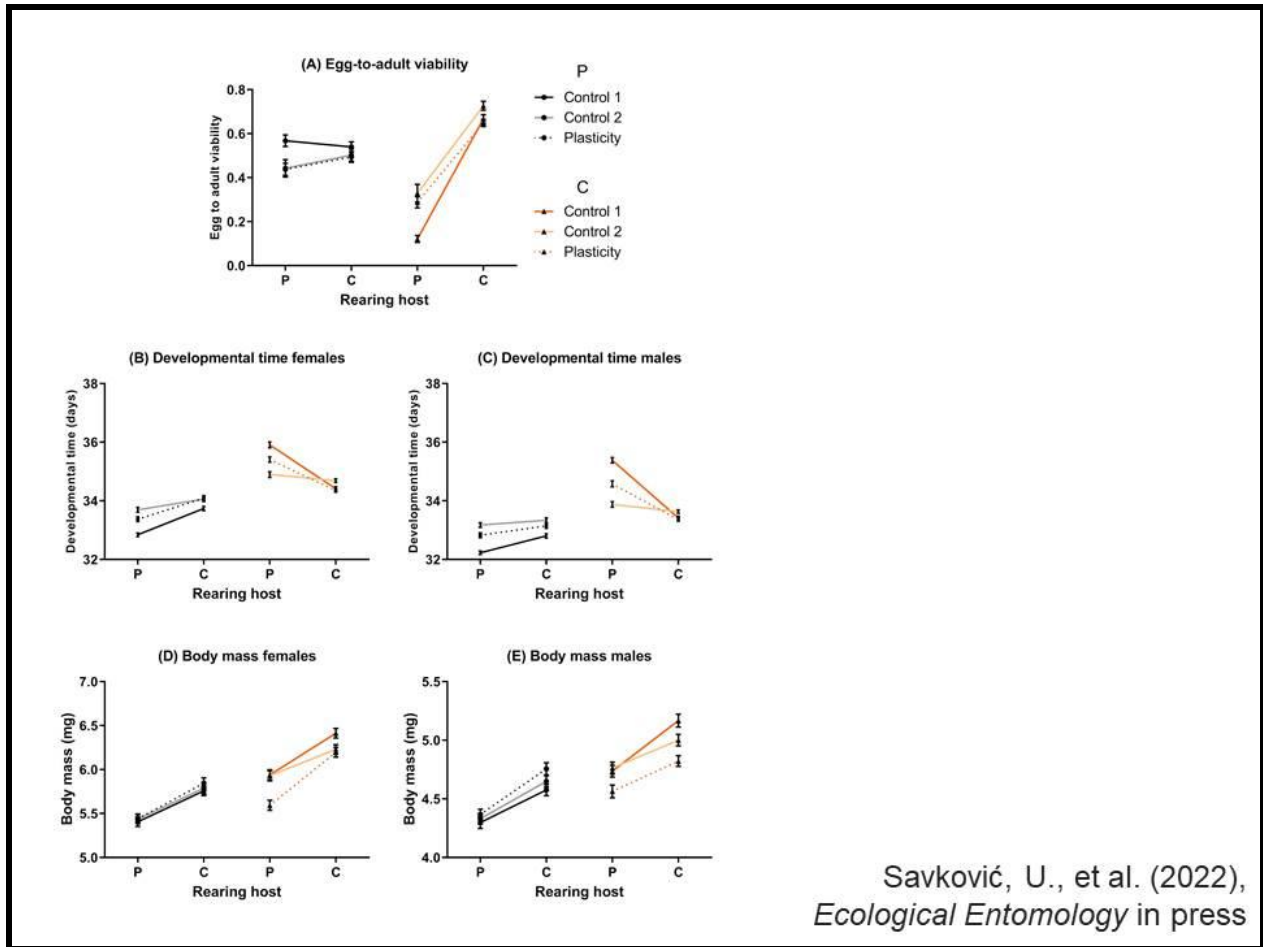 (A) Egg-to-adult viability
Egg to adult viability
0.8
0.6
0.4
0.2
0.0
P
C
P
C
Rearing host
P
Control 1
Control 2
Plasticity
C
Control 1
Control 2
Plasticity
(B) Developmental time females
Developmental time (days)
38
36
34
32
P
C
P
C
Rearing host
(C) Developmental time males
Developmental time (days)
38
36
34
32
P
C
P
C
Rearing host
(D) Body mass females
Body mass (mg)
7.0
6.5
6.0
5.5
5.0
P
C
P
C
Rearing host
(E) Body mass males
Body mass (mg)
5.5
5.0
4.5
4.0
P
C
P
C
Rearing host
Savković, U., et al. (2022),
Ecological Entomology in press